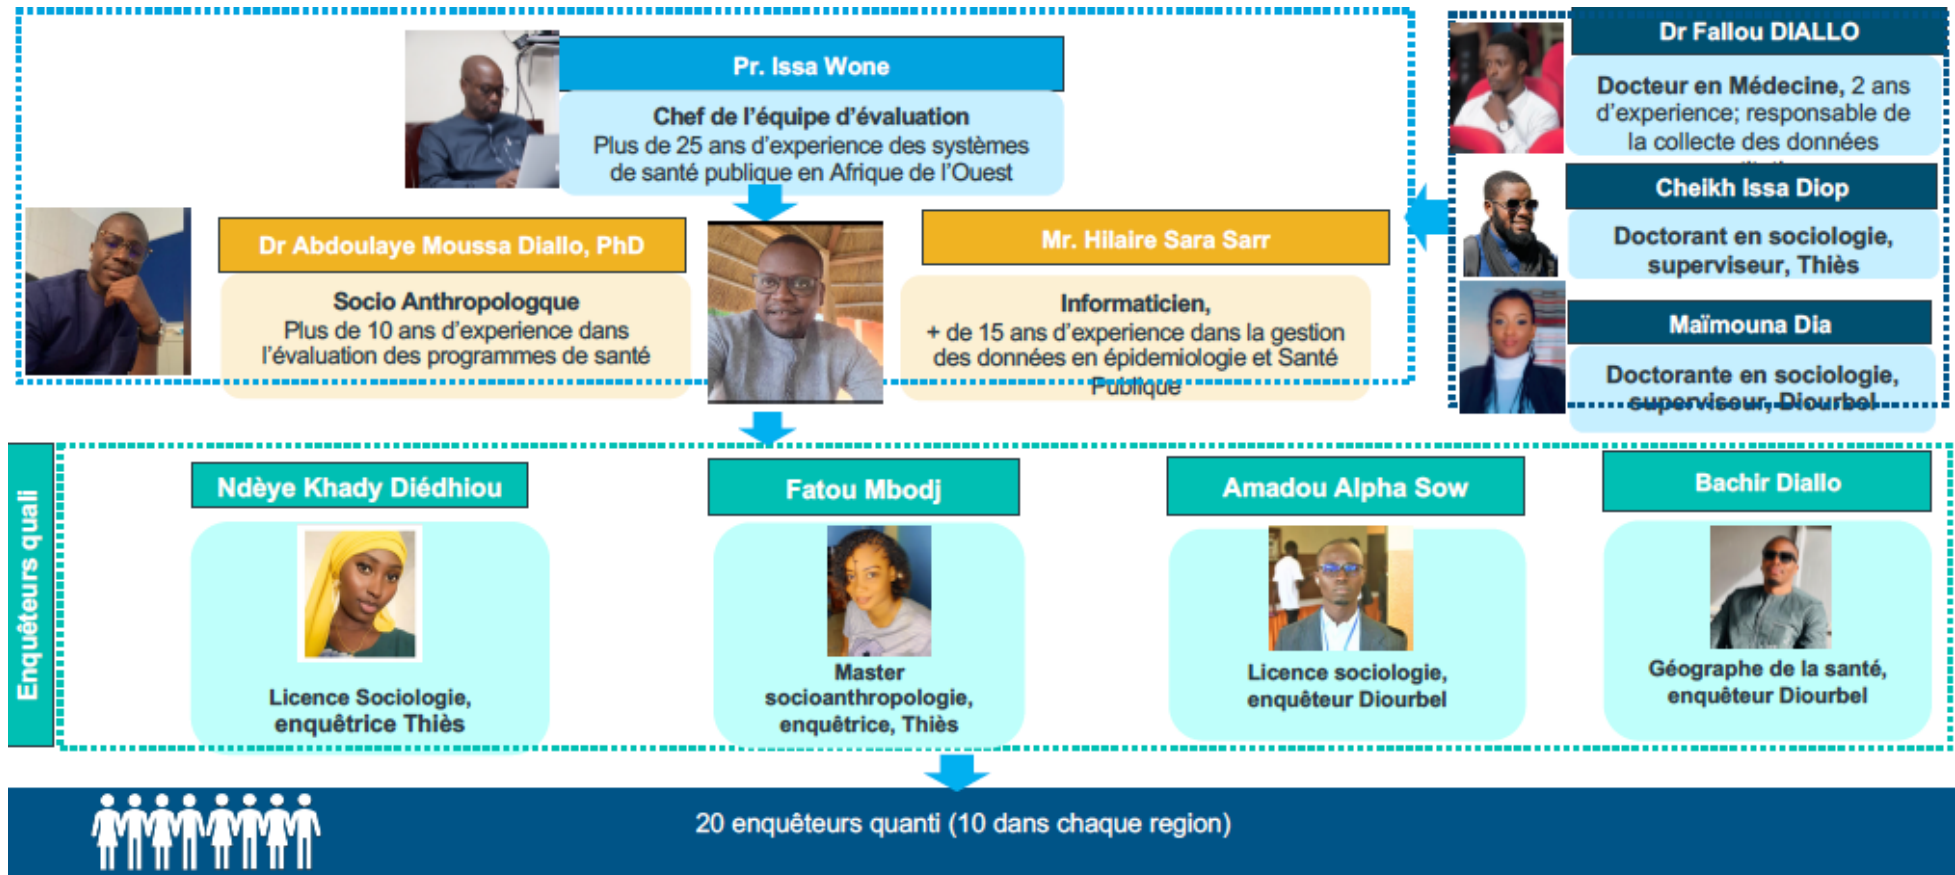 Pr. Issa Wone
Chef de l'équipe d'évaluation
Plus de 25 ans d'experience des systèmes
de santé publique en Afrique de l'Ouest
Dr Abdoulaye Moussa Diallo, PhD
Socio Anthropologque
Plus de 10 ans d'experience dans
l'évaluation des programmes de santé
Mr. Hilaire Sara Sarr
Informaticien,
+ de 15 ans d'experience dans la gestion
des données en épidemiologie et Santé
Publique
Dr Fallou DIALLO
Docteur en Médecine, 2 ans
d'experience; responsable de
la collecte des données
Cheikh Issa Diop
Doctorant en sociologie,
superviseur, Thiès
Maïmouna Dia
Doctorante en sociologie,
superviseur, Diourbel
Enquêteurs quali
Ndèye Khady Diédhiou
Licence Sociologie,
enquêtrice Thiès
Fatou Mbodj
Master
socioanthropologie,
enquêtrice, Thiès
Amadou Alpha Sow
Licence sociologie,
enquêteur Diourbel
Bachir Diallo
Géographe de la santé,
enquêteur Diourbel
20 enquêteurs quanti (10 dans chaque region)